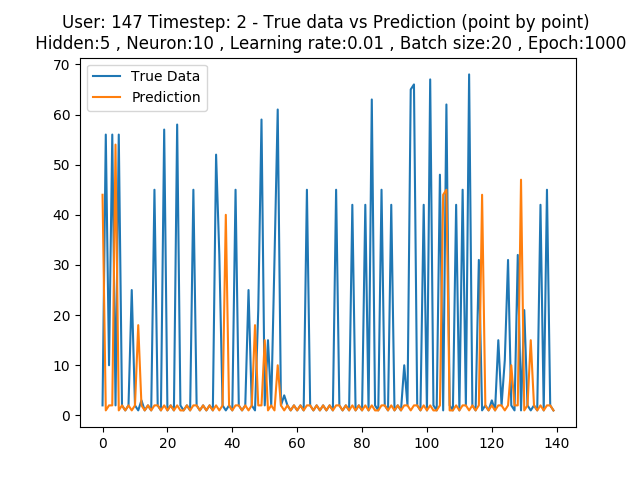 User: 147 Timestep: 2 - True data vs Prediction (point by point)
Hidden:5 , Neuron:10 , Learning rate:0.01 , Batch size:20 , Epoch:1000
True Data
Prediction
70
60
50
40
30
20
10
0
0 20 40 60 80 100 120 140